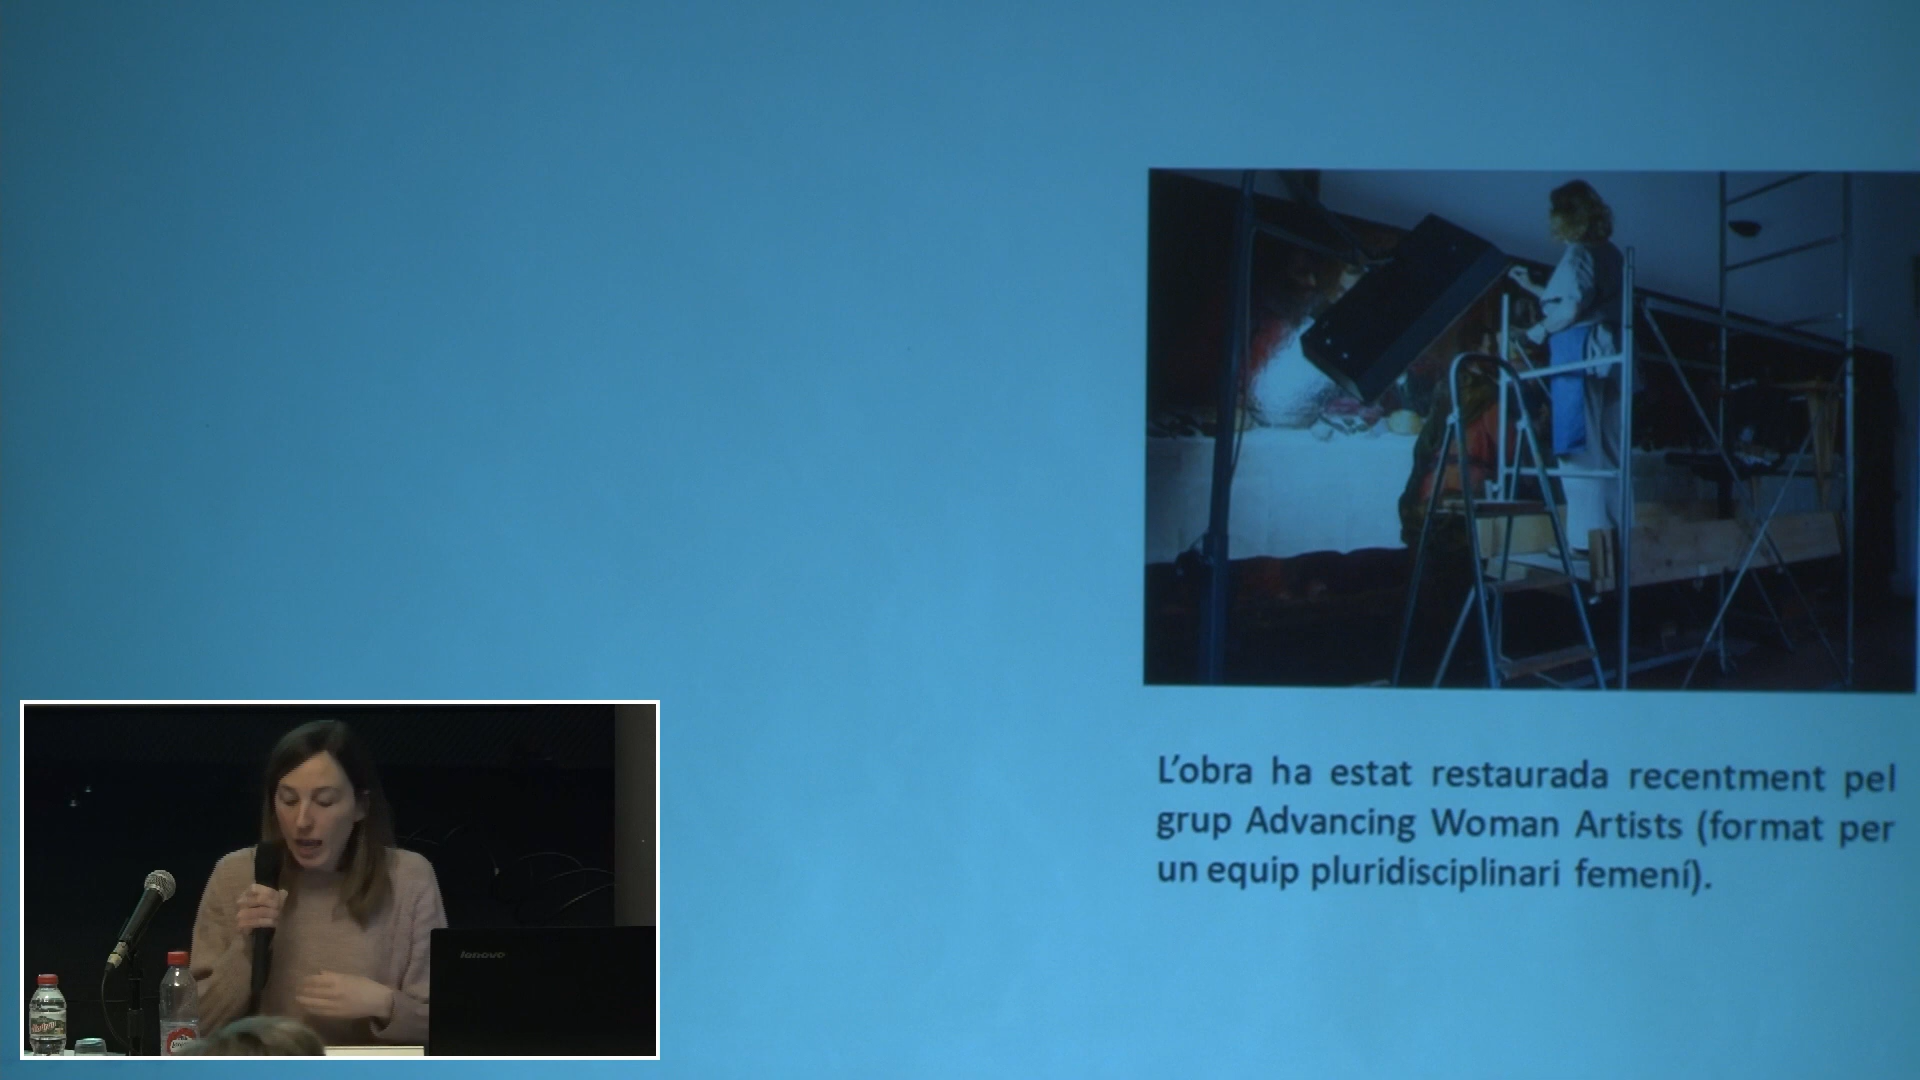 L'obra ha estat restaurada recentment pel
grup Advancing Woman Artists (format per
un equip pluridisciplinari femení).
lenovo